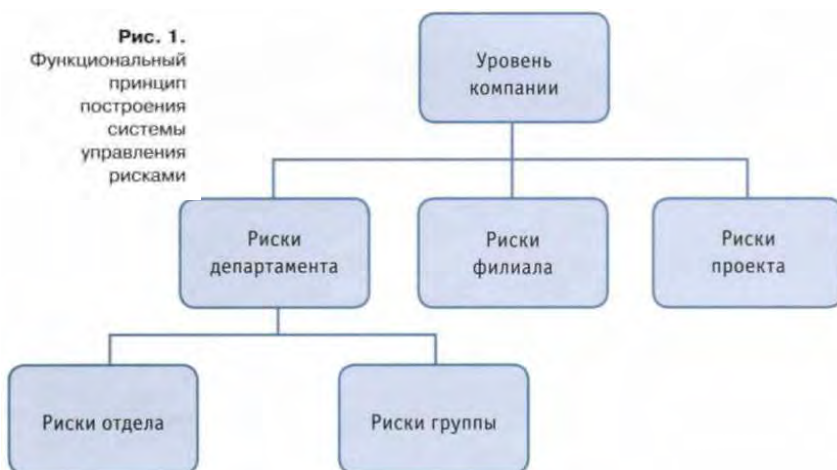 Рис. 1.
Функциональный
принцип
построения
системы
управления
рисками
Уровень
компании
Риски
департамента
Риски
филиала
Риски
проекта
Риски отдела
Риски группы